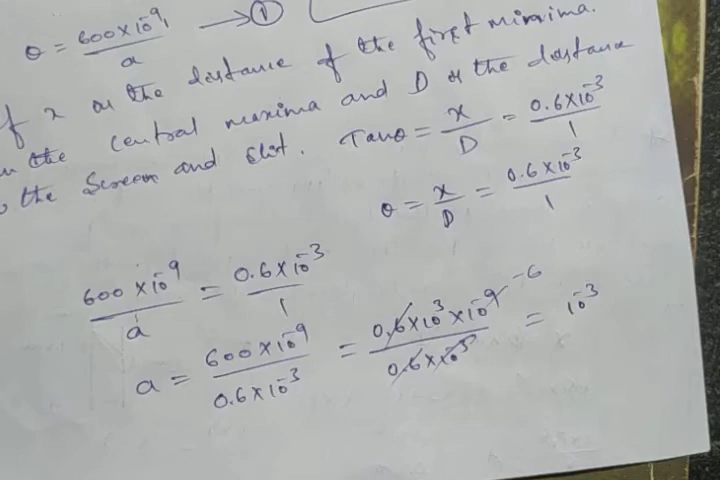 θ = 600×10⁻⁹/a → ①
If x is the distance of the first minima.
the central maxima and D is the distance
the Screen and slit. Tanθ = x/D = 0.6×10⁻³/1
θ = x/D = 0.6×10⁻³/1
600×10⁻⁹/a = 0.6×10⁻³/1
a = 600×10⁻⁹/0.6×10⁻³ = 0.6×10³×10⁻⁹ ⁻⁶/0.6×10⁻³ = 10⁻³